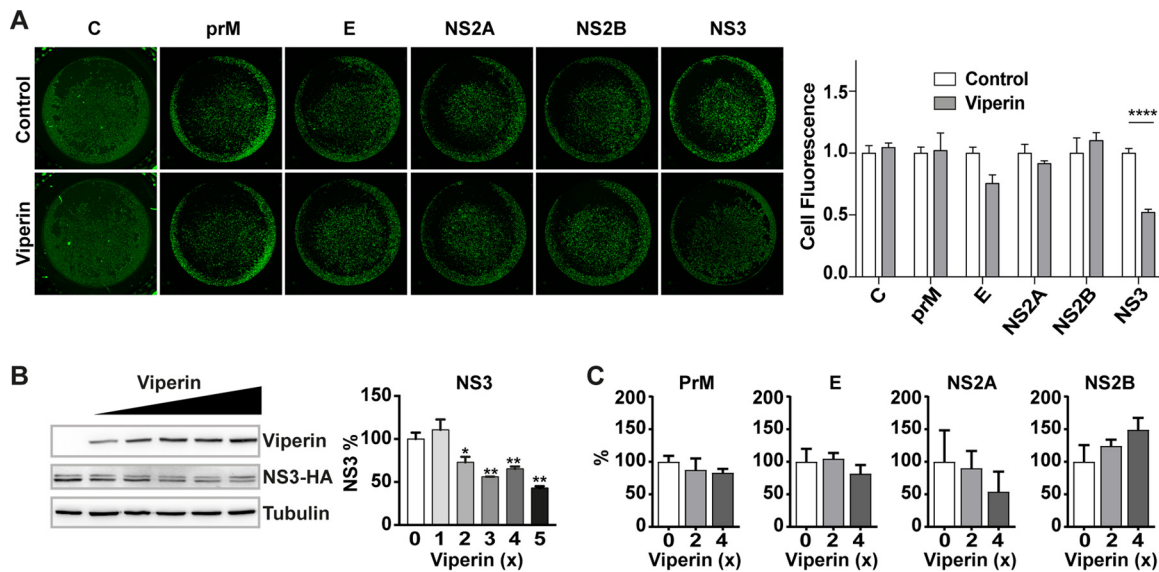 A
C prM E NS2A NS2B NS3
Control
Viperin
Cell Fluorescence
1.5
1.0
0.5
0.0
Control
Viperin
****
C prM E NS2A NS2B NS3
B
Viperin
Viperin
NS3-HA
Tubulin
NS3
NS3 %
150
100
50
0
* ** ** **
0 1 2 3 4 5
Viperin (x)
C
PrM E NS2A NS2B
%
200
150
100
50
0
0 2 4
Viperin (x)
200
150
100
50
0
0 2 4
Viperin (x)
200
150
100
50
0
0 2 4
Viperin (x)
200
150
100
50
0
0 2 4
Viperin (x)